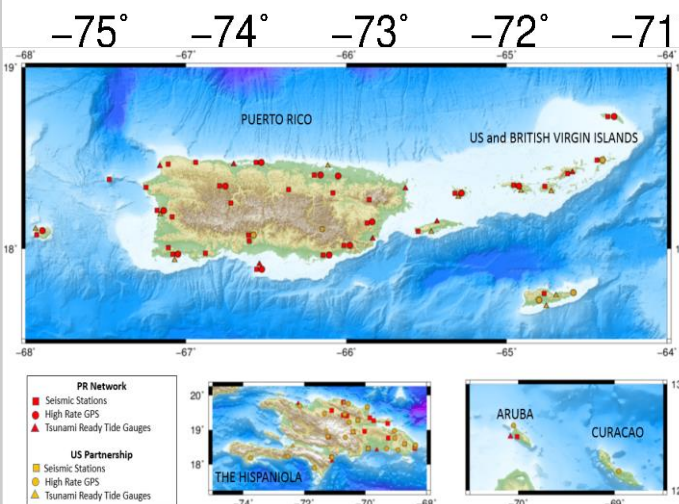 −75° −74° −73° −72° −71
−68° −67° −66° −65° −64°
19°
PUERTO RICO
US and BRITISH VIRGIN ISLANDS
18°
−68° −67° −66° −65° −64°
PR Network
Seismic Stations
High Rate GPS
Tsunami Ready Tide Gauges
US Partnership
Seismic Stations
High Rate GPS
Tsunami Ready Tide Gauges
20°
19°
18°
THE HISPANIOLA
ARUBA
CURACAO